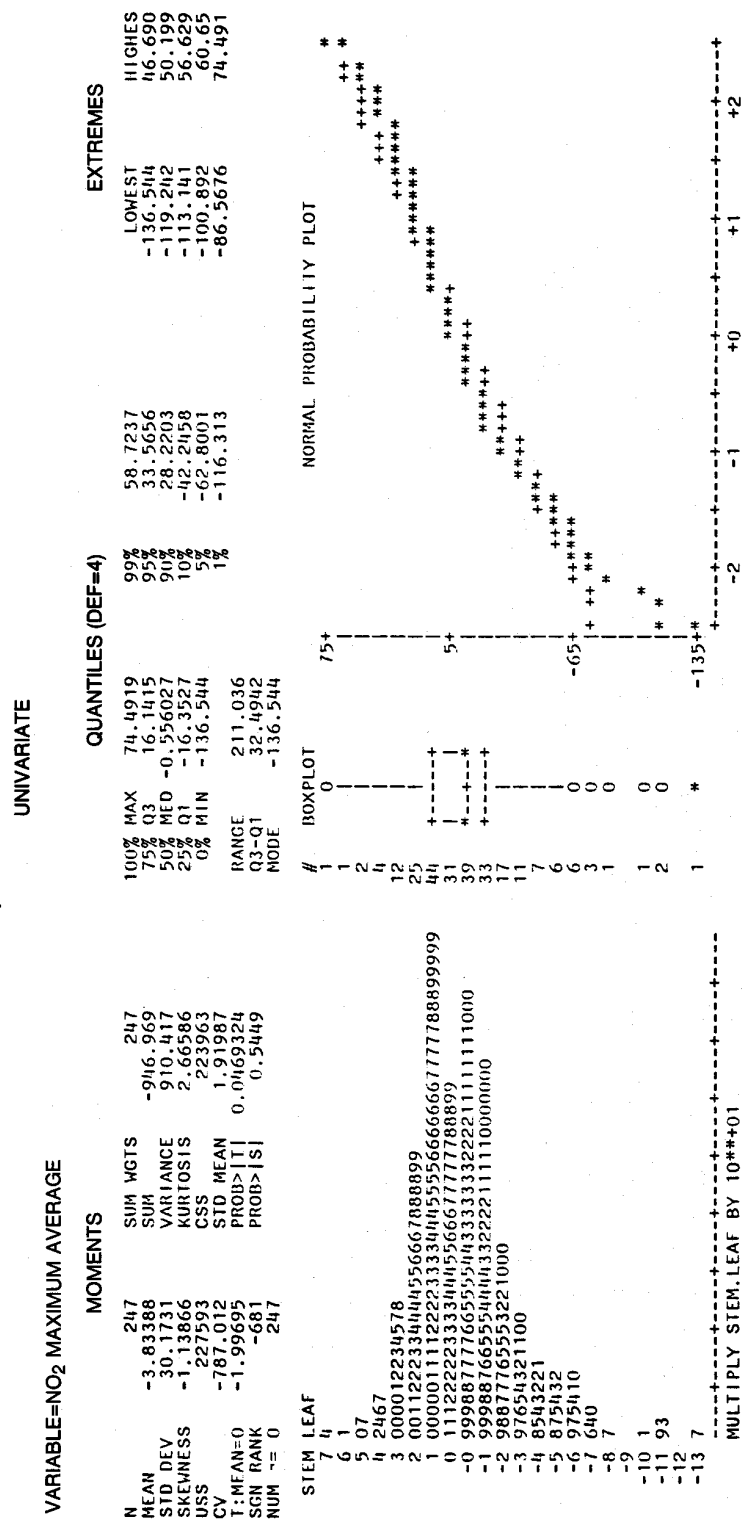 UNIVARIATE
VARIABLE=NO2 MAXIMUM AVERAGE
MOMENTS
N 247 SUM WGTS 247
MEAN -3.83388 SUM -946.969
STD DEV 30.1731 VARIANCE 910.417
SKEWNESS -1.13866 KURTOSIS 2.66586
USS 227593 CSS 223963
CV -787.012 STD MEAN 1.91987
T:MEAN=0 -1.99695 PROB>|T| 0.0469324
SGN RANK -681 PROB>|S| 0.5449
NUM ¬= 0 247
QUANTILES (DEF=4)
100% MAX 74.4919 99% 58.7237
75% Q3 16.1415 95% 33.5656
50% MED -0.556027 90% 28.2203
25% Q1 -16.3527 10% -42.2458
0% MIN -136.544 5% -62.8001
1% -116.313
RANGE 211.036
Q3-Q1 32.4942
MODE -136.544
EXTREMES
LOWEST HIGHES
-136.544 46.690
-119.242 50.199
-113.141 56.629
-100.892 60.65
-86.5676 74.491
STEM LEAF # BOXPLOT
7 4 1 0
6 1 1
5 07 2
4 2467 4
3 000012234578 12
2 0011222334444556667888899 25
1 00000111122223333444555566666667777788899999 44
0 1112222223333444556667777788899 31
-0 999888777766555544333333322221111111000 39
-1 999887665554444332222111110000000 33
-2 98877765553221000 17
-3 97654321100 11
-4 8543221 7
-5 875432 6
-6 975410 6 0
-7 640 3 0
-8 7 1 0
-9
-10 1 1 0
-11 93 2 0
-12
-13 7 1 *
MULTIPLY STEM.LEAF BY 10**+01
NORMAL PROBABILITY PLOT
75+
5+
-65+
-135+
-2 -1 +0 +1 +2